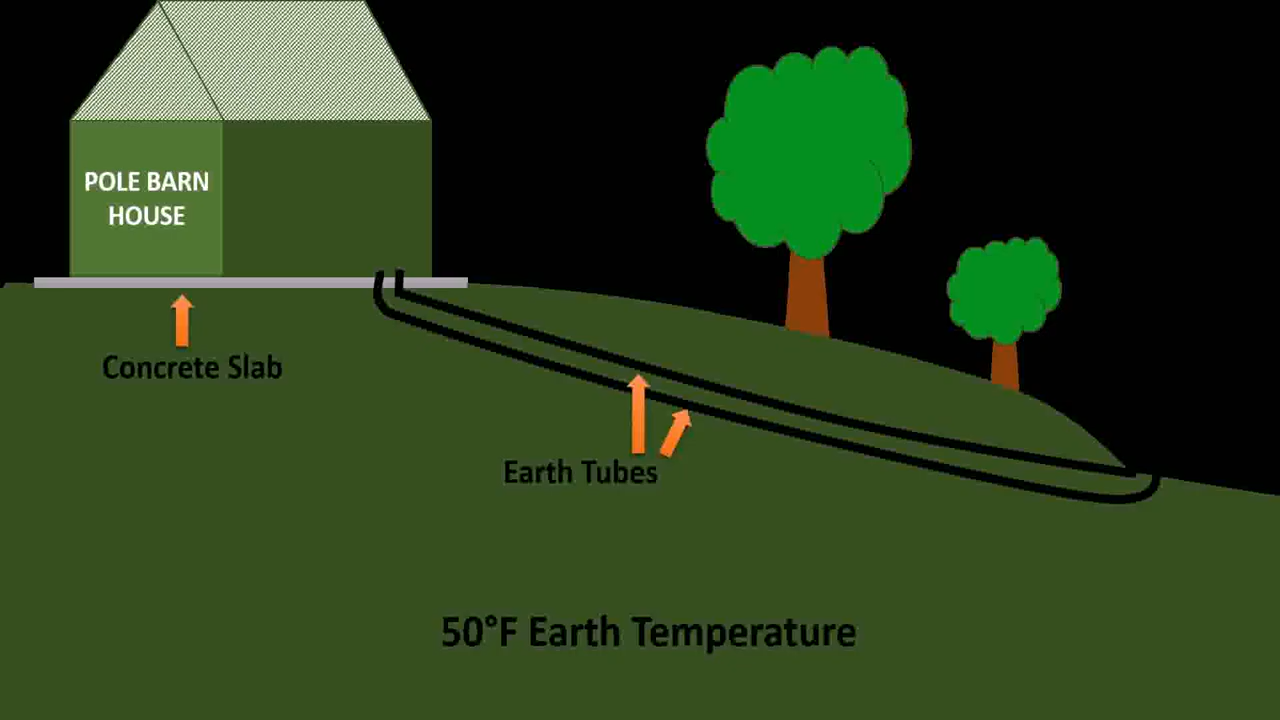 POLE BARN
HOUSE
Concrete Slab
Earth Tubes
50°F Earth Temperature